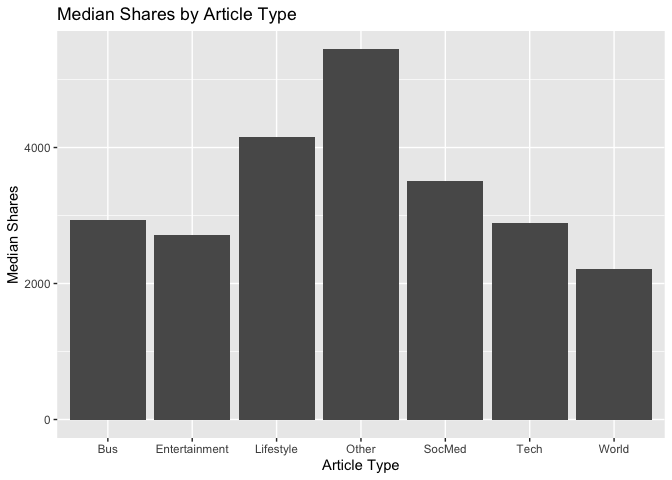 Median Shares by Article Type
Median Shares
4000
2000
0
Bus Entertainment Lifestyle Other SocMed Tech World
Article Type